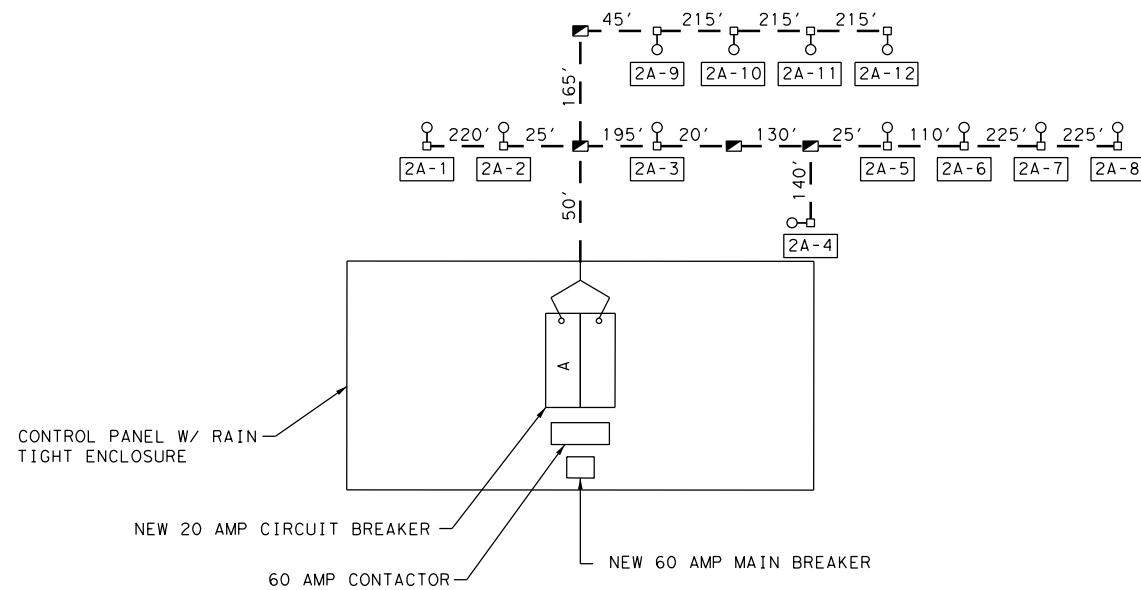 45' 215' 215' 215'
2A-9 2A-10 2A-11 2A-12
165'
220' 25' 195' 20' 130' 25' 110' 225' 225'
2A-1 2A-2 2A-3 2A-5 2A-6 2A-7 2A-8
50'
140'
2A-4
A
CONTROL PANEL W/ RAIN
TIGHT ENCLOSURE
NEW 20 AMP CIRCUIT BREAKER
NEW 60 AMP MAIN BREAKER
60 AMP CONTACTOR